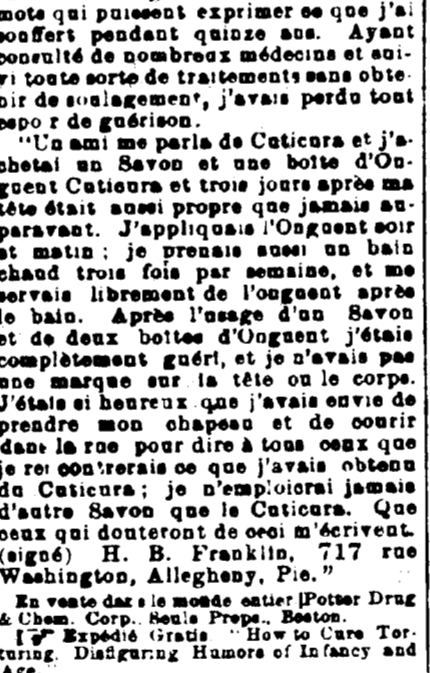 mots qui puissent exprimer ce que j'ai
souffert pendant quinze ans. Ayant
consulté de nombreux médecins et sui-
vi toute sorte de traitements sans obte-
nir de soulagement, j'avais perdu tout
espoir de guérison.
"Un ami me parla de Cuticura et j'a-
chetai un Savon et une boîte d'On-
guent Cuticura et trois jours après ma
tête était aussi propre que jamais au-
paravant. J'appliquais l'Onguent soir
et matin ; je prenais aussi un bain
chaud trois fois par semaine, et me
servais librement de l'onguent après
le bain. Après l'usage d'un Savon
et de deux boîtes d'Onguent j'étais
complètement guéri, et je n'avais pas
une marque sur la tête ou le corps.
J'étais si heureux que j'avais envie de
prendre mon chapeau et de courir
dans la rue pour dire à tous ceux que
je rencontrerais ce que j'avais obtenu
du Cuticura ; je n'emploierai jamais
d'autre Savon que le Cuticura. Que
ceux qui douteront de ceci m'écrivent.
(signé) H. B. Franklin, 717 rue
Washington, Allegheny, Pie."
En vente dans le monde entier Potter Drug
& Chem. Corp., Seuls Props., Boston.
Expédié Gratis "How to Cure Tor-
turing, Disfiguring Humors of Infancy and
Age."